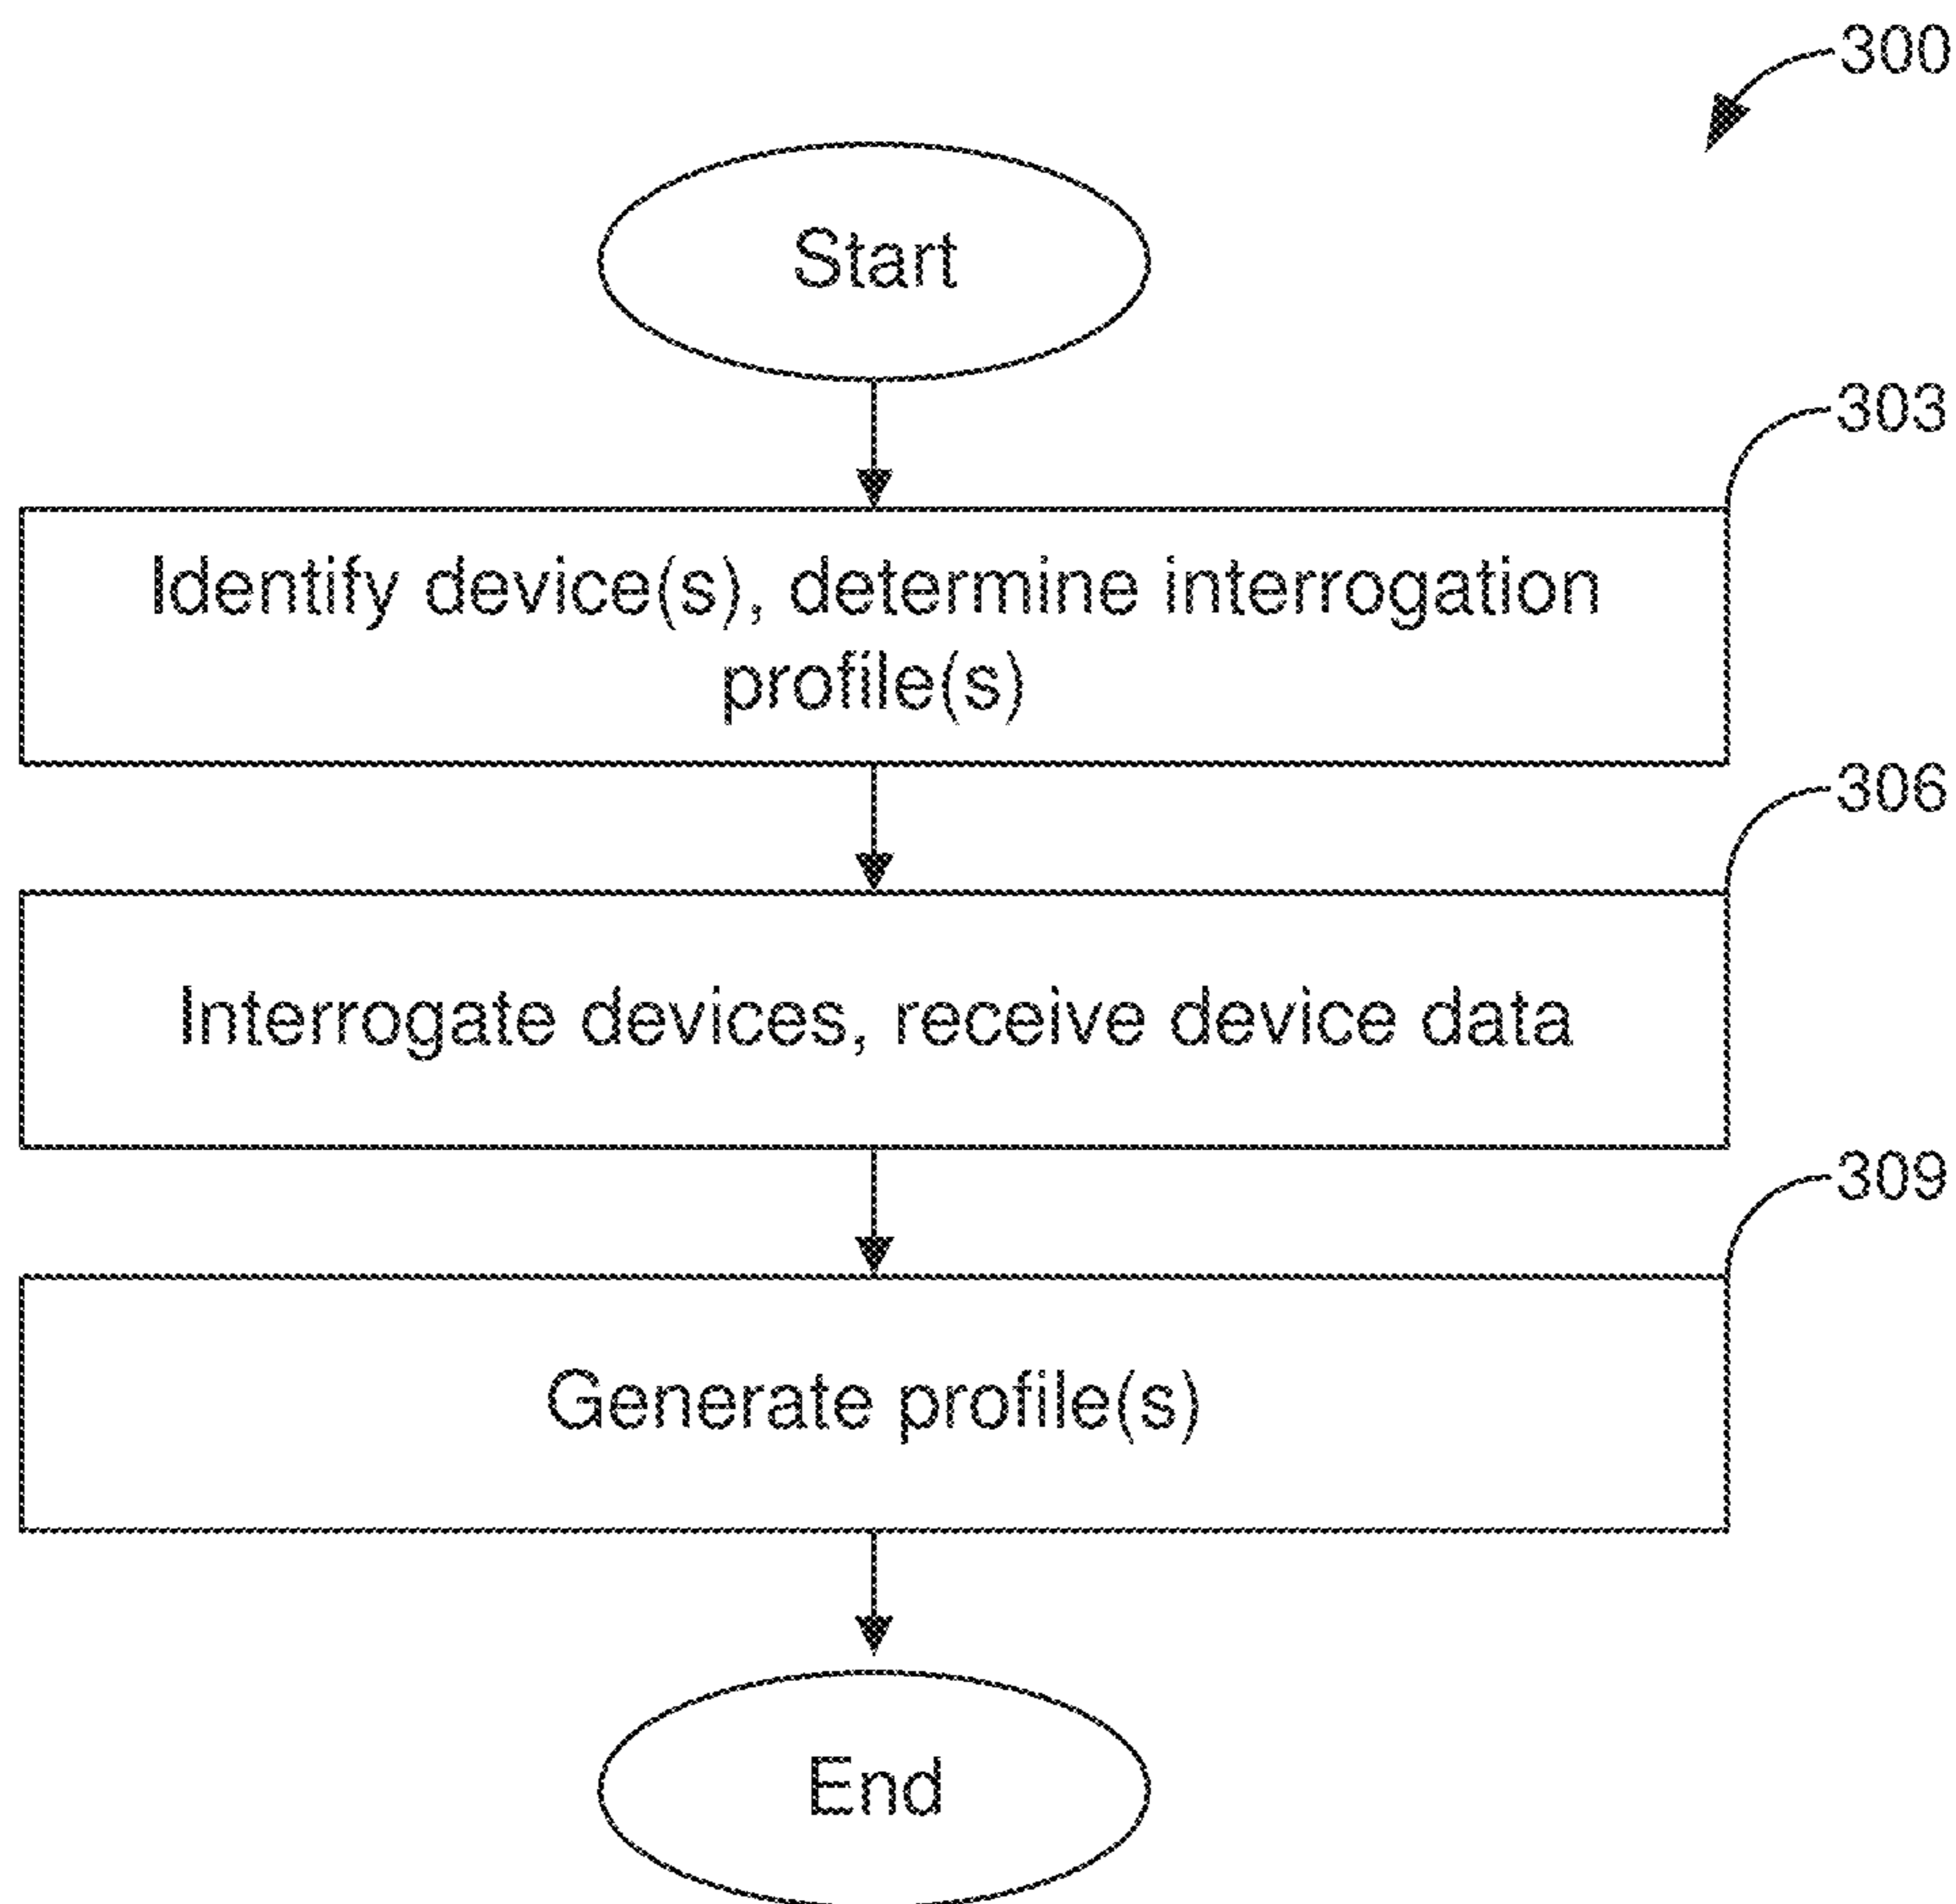 300
Start
303
Identify device(s), determine interrogation
profile(s)
306
Interrogate devices, receive device data
309
Generate profile(s)
End